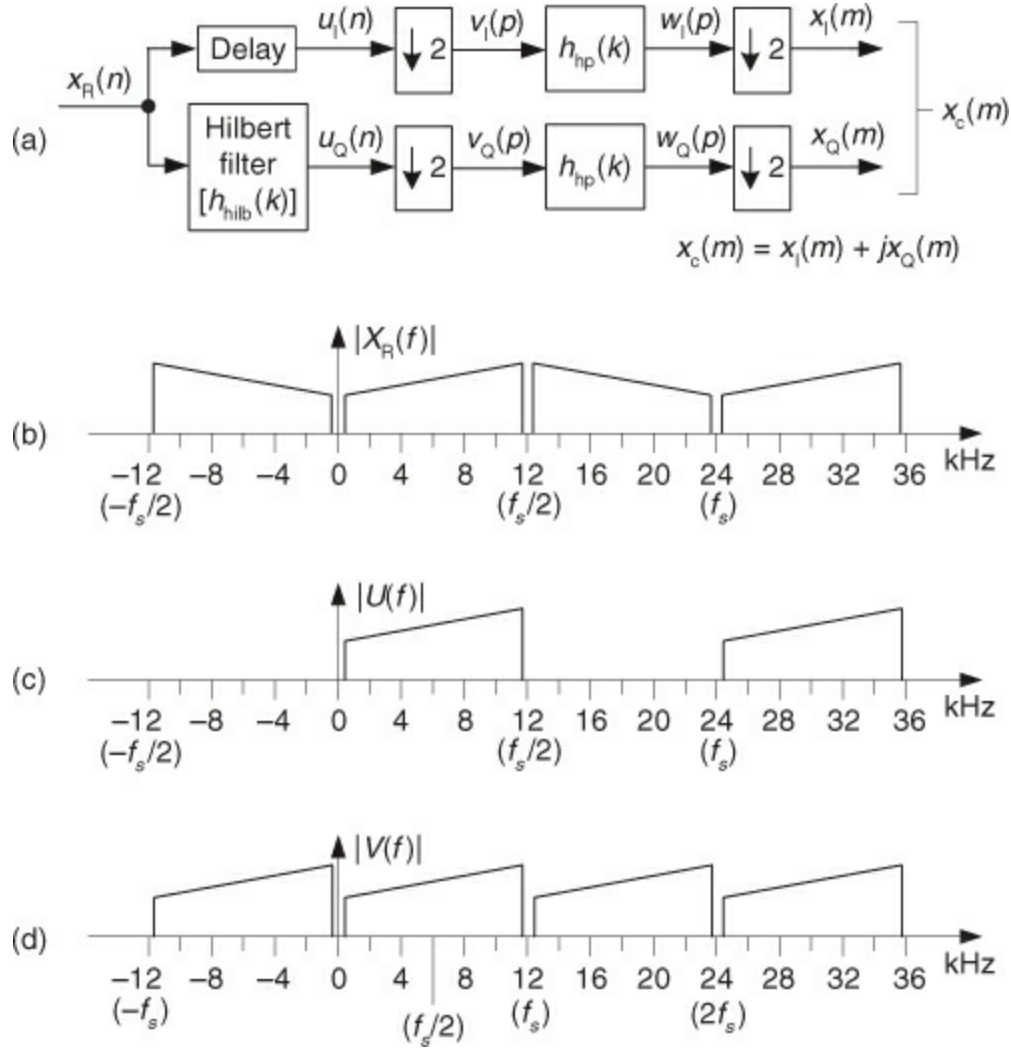 (a)
x_R(n)
Delay
u_I(n)
↓ 2
v_I(p)
h_hp(k)
w_I(p)
↓ 2
x_I(m)
Hilbert
filter
[h_hilb(k)]
u_Q(n)
↓ 2
v_Q(p)
h_hp(k)
w_Q(p)
↓ 2
x_Q(m)
x_c(m)
x_c(m) = x_I(m) + jx_Q(m)
(b)
|X_R(f)|
−12 −8 −4 0 4 8 12 16 20 24 28 32 36
kHz
(−f_s/2) (f_s/2) (f_s)
(c)
|U(f)|
−12 −8 −4 0 4 8 12 16 20 24 28 32 36
kHz
(−f_s/2) (f_s/2) (f_s)
(d)
|V(f)|
−12 −8 −4 0 4 8 12 16 20 24 28 32 36
kHz
(−f_s) (f_s/2) (f_s) (2f_s)